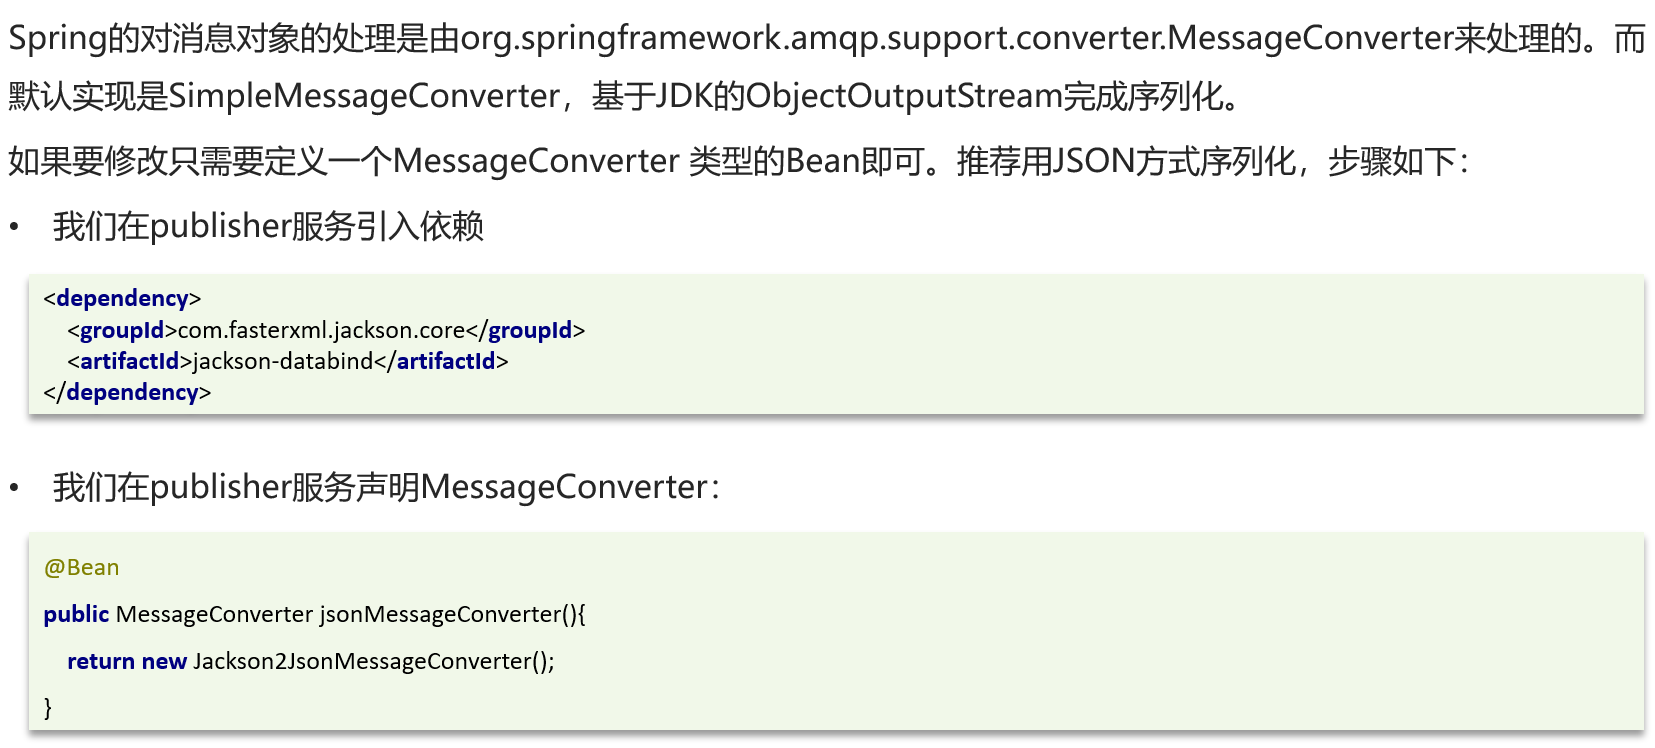 Spring的对消息对象的处理是由org.springframework.amqp.support.converter.MessageConverter来处理的。而
默认实现是SimpleMessageConverter，基于JDK的ObjectOutputStream完成序列化。
如果要修改只需要定义一个MessageConverter 类型的Bean即可。推荐用JSON方式序列化，步骤如下：
• 我们在publisher服务引入依赖
<dependency>
    <groupId>com.fasterxml.jackson.core</groupId>
    <artifactId>jackson-databind</artifactId>
</dependency>
• 我们在publisher服务声明MessageConverter：
@Bean
public MessageConverter jsonMessageConverter(){
    return new Jackson2JsonMessageConverter();
}